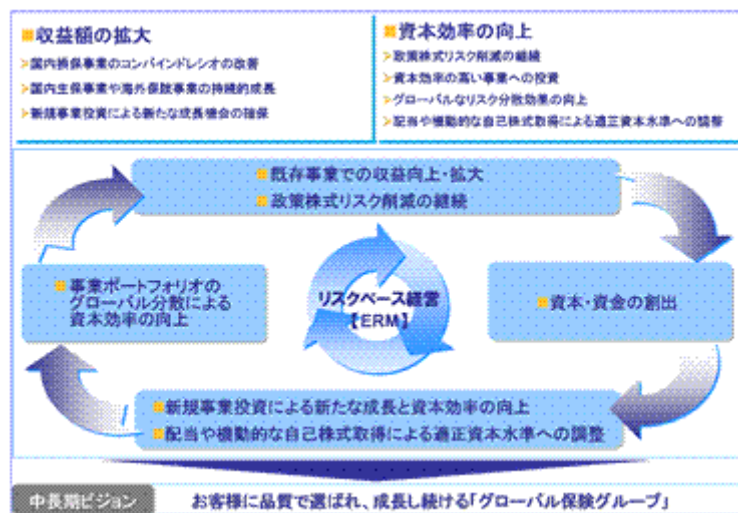 ■収益額の拡大
➢国内損保事業のコンバインドレシオの改善
➢国内生保事業や海外保険事業の持続的成長
➢新規事業投資による新たな成長機会の確保
■資本効率の向上
➢政策株式リスク削減の継続
➢資本効率の高い事業への投資
➢グローバルなリスク分散効果の向上
➢配当や機動的な自己株式取得による適正資本水準への調整
■既存事業での収益向上・拡大
■政策株式リスク削減の継続
■事業ポートフォリオの
グローバル分散による
資本効率の向上
リスクベース経営
【ERM】
■資本・資金の創出
■新規事業投資による新たな成長と資本効率の向上
■配当や機動的な自己株式取得による適正資本水準への調整
中長期ビジョン
お客様に品質で選ばれ、成長し続ける「グローバル保険グループ」